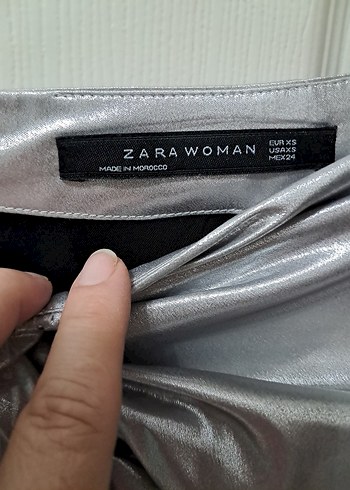 ZARA WOMAN
EUR XS
USA XS
MEX 24
MADE IN MOROCCO